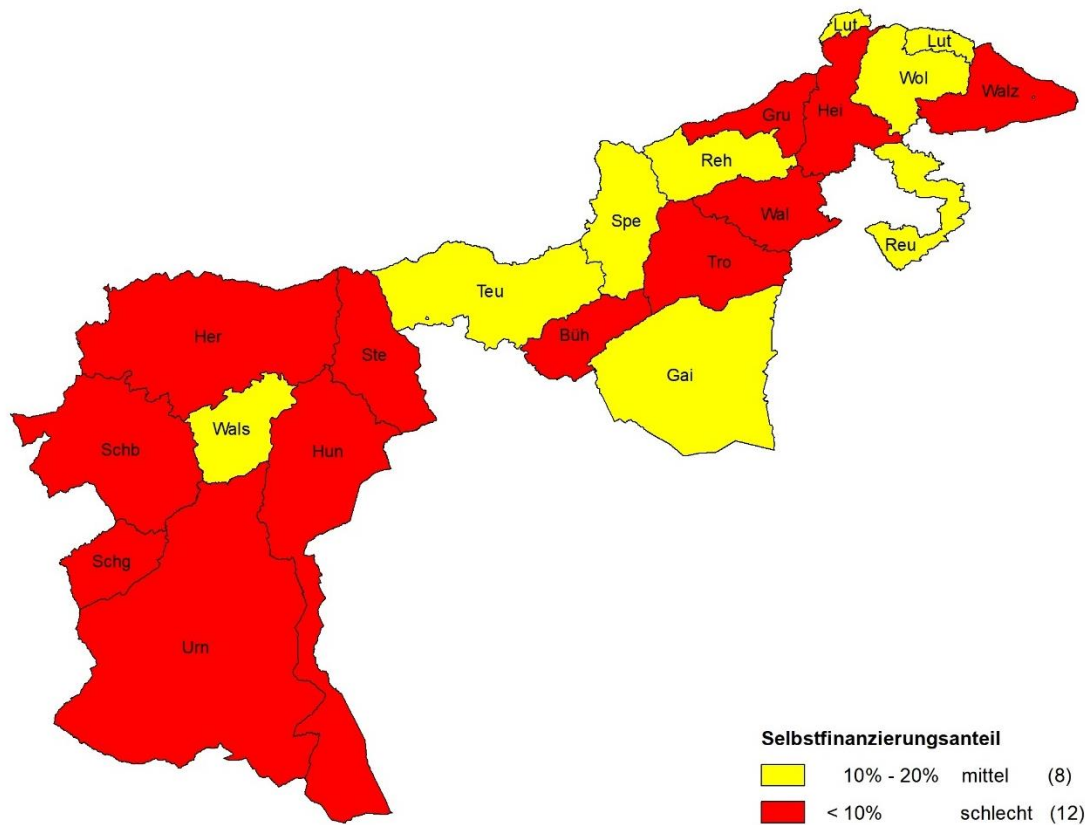 Lut
Lut
Wol
Walz
Gru
Hei
Reh
Spe
Wal
Reu
Tro
Teu
Her
Büh
Ste
Gai
Wals
Schb
Hun
Schg
Urn
Selbstfinanzierungsanteil
10% - 20% mittel (8)
< 10% schlecht (12)